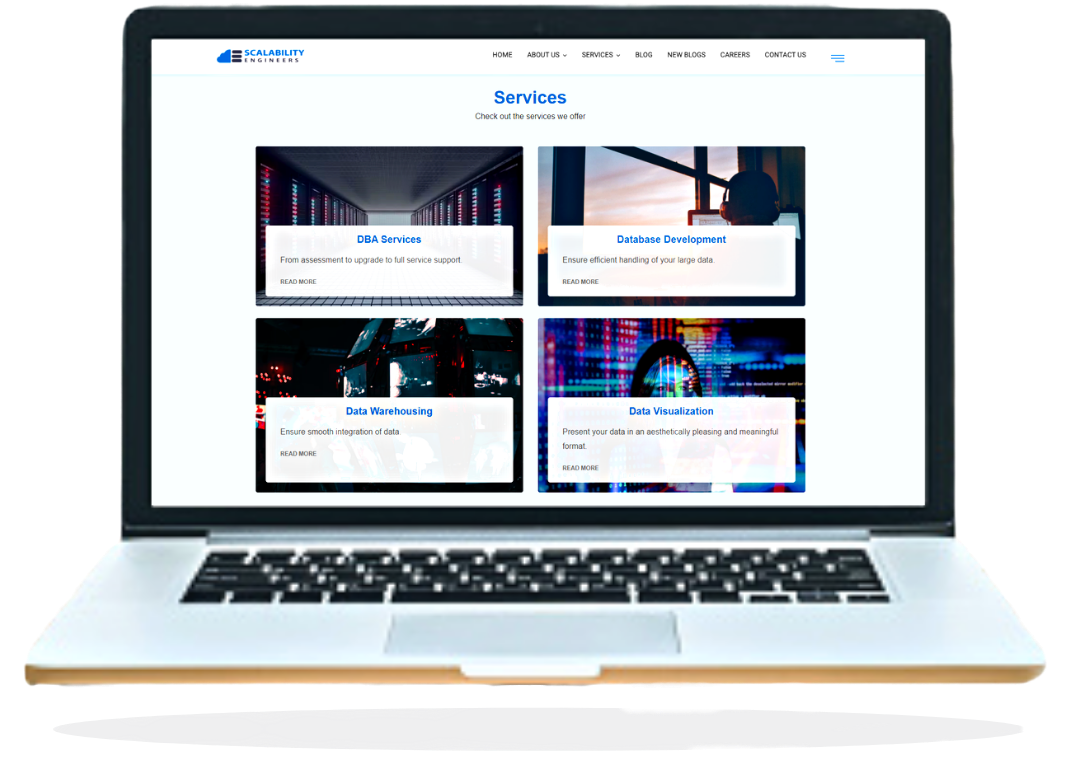 SCALABILITY
ENGINEERS
HOME ABOUT US SERVICES BLOG NEW BLOGS CAREERS CONTACT US
Services
Check out the services we offer
DBA Services
From assessment to upgrade to full service support.
READ MORE
Database Development
Ensure efficient handling of your large data.
READ MORE
Data Warehousing
Ensure smooth integration of data
READ MORE
Data Visualization
Present your data in an aesthetically pleasing and meaningful
format.
READ MORE